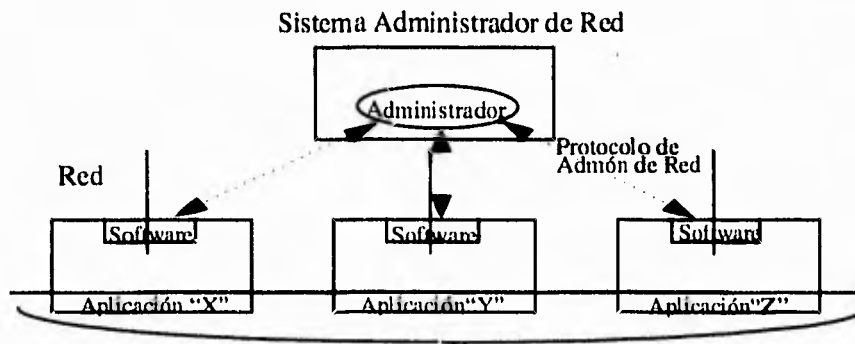 Sistema Administrador de Red
Administrador
Protocolo de
Admón de Red
Red
Software
Software
Software
Aplicación "X"
Aplicación "Y"
Aplicación "Z"